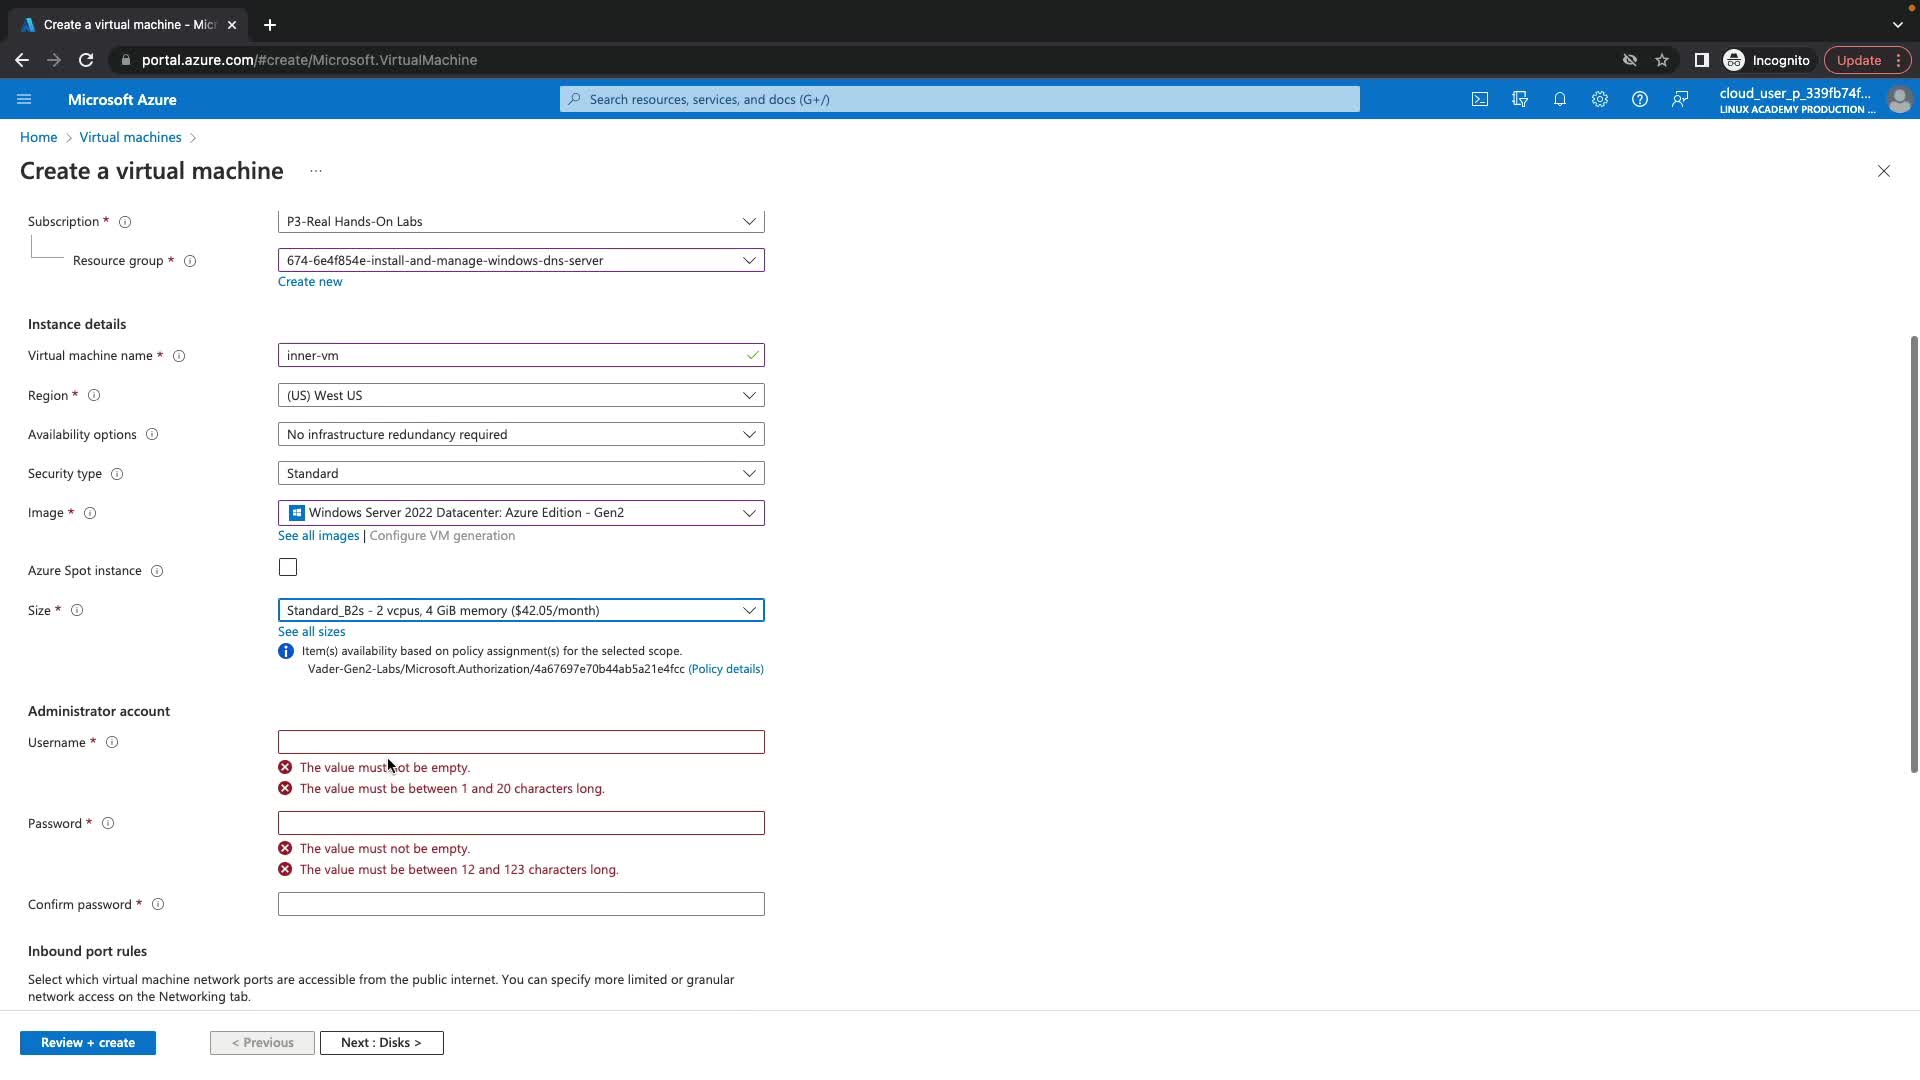 Create a virtual machine - Mic
portal.azure.com/#create/Microsoft.VirtualMachine
Incognito
Update
Microsoft Azure
Search resources, services, and docs (G+/)
cloud_user_p_339fb74f...
LINUX ACADEMY PRODUCTION ...
Home > Virtual machines >
Create a virtual machine ...
Subscription *
P3-Real Hands-On Labs
Resource group *
674-6e4f854e-install-and-manage-windows-dns-server
Create new
Instance details
Virtual machine name *
inner-vm
Region *
(US) West US
Availability options
No infrastructure redundancy required
Security type
Standard
Image *
Windows Server 2022 Datacenter: Azure Edition - Gen2
See all images | Configure VM generation
Azure Spot instance
Size *
Standard_B2s - 2 vcpus, 4 GiB memory ($42.05/month)
See all sizes
Item(s) availability based on policy assignment(s) for the selected scope.
Vader-Gen2-Labs/Microsoft.Authorization/4a67697e70b44ab5a21e4fcc (Policy details)
Administrator account
Username *
The value must not be empty.
The value must be between 1 and 20 characters long.
Password *
The value must not be empty.
The value must be between 12 and 123 characters long.
Confirm password *
Inbound port rules
Select which virtual machine network ports are accessible from the public internet. You can specify more limited or granular
network access on the Networking tab.
Review + create
< Previous
Next : Disks >